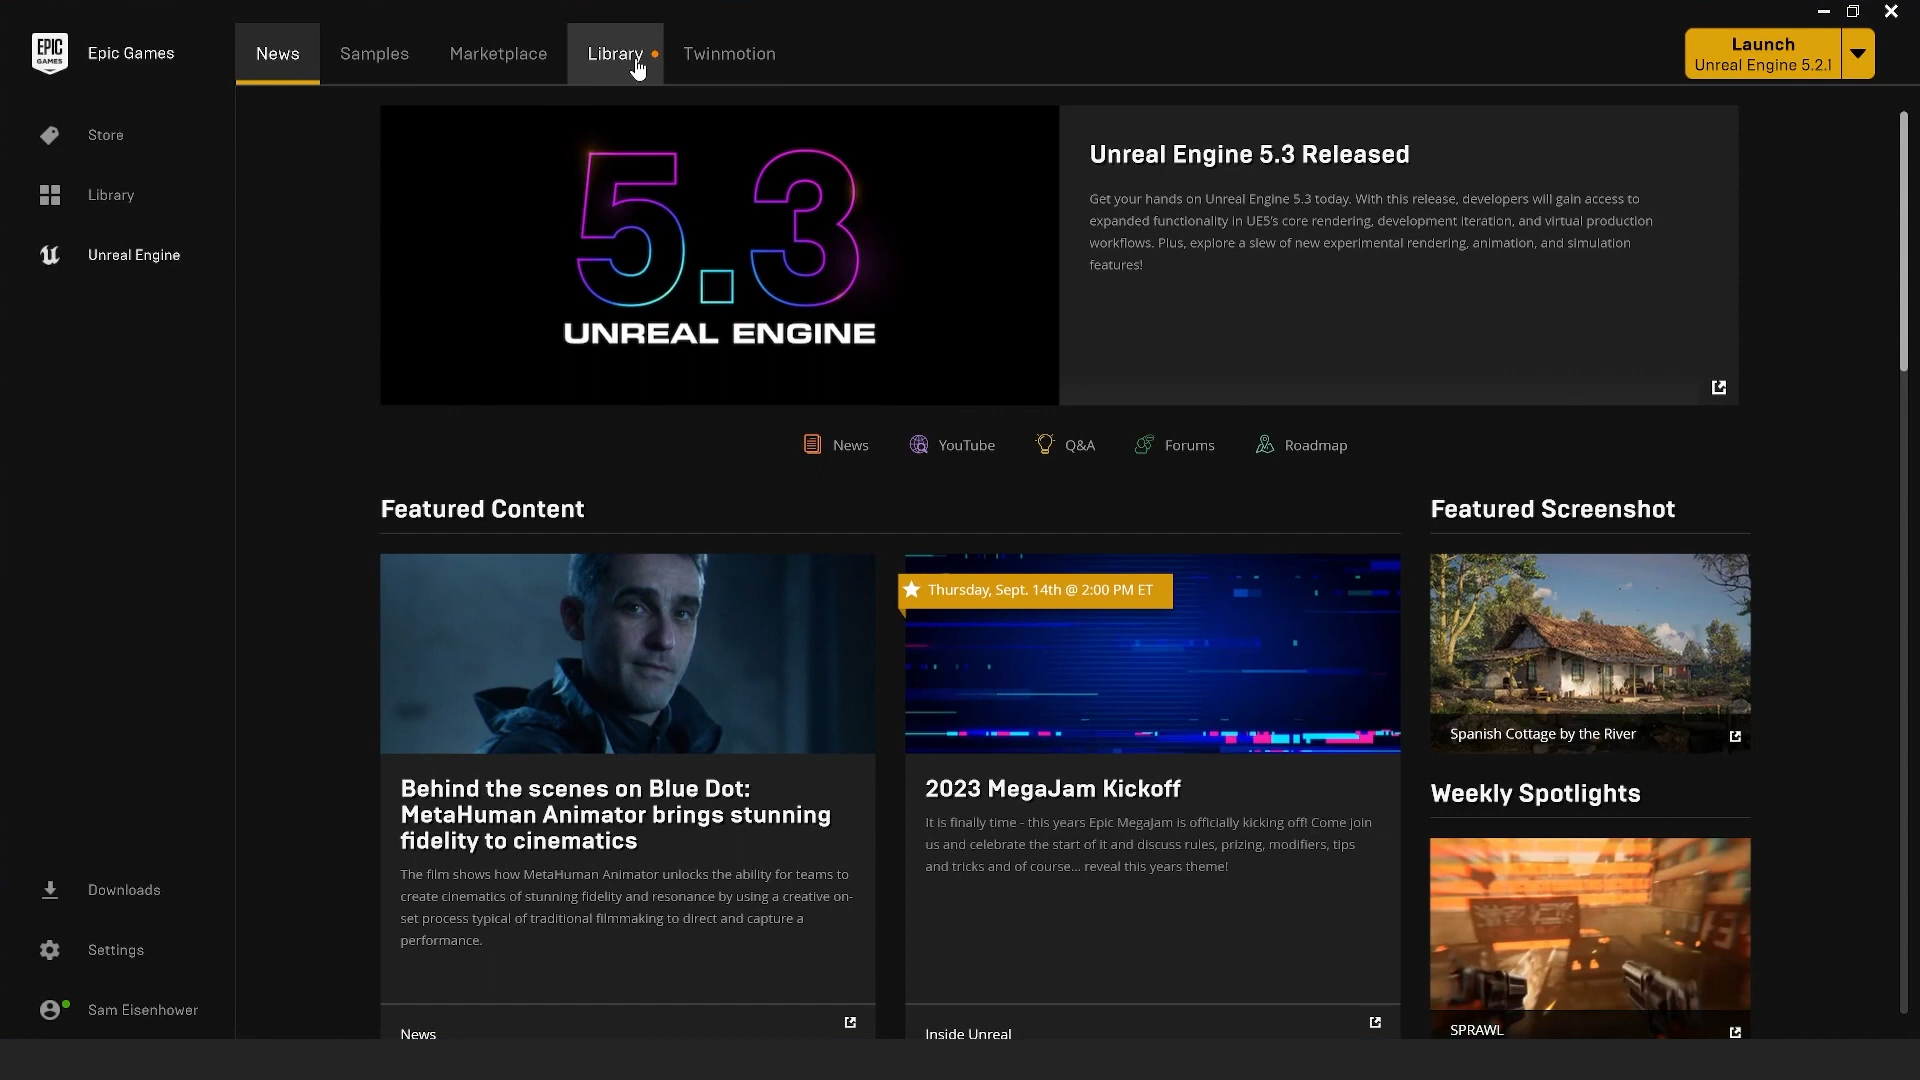 EPIC
GAMES
Epic Games
News
Samples
Marketplace
Library
Twinmotion
Launch
Unreal Engine 5.2.1
Store
Library
Unreal Engine
5.3
UNREAL ENGINE
Unreal Engine 5.3 Released
Get your hands on Unreal Engine 5.3 today. With this release, developers will gain access to
expanded functionality in UE5's core rendering, development iteration, and virtual production
workflows. Plus, explore a slew of new experimental rendering, animation, and simulation
features!
News
YouTube
Q&A
Forums
Roadmap
Featured Content
Thursday, Sept. 14th @ 2:00 PM ET
Behind the scenes on Blue Dot:
MetaHuman Animator brings stunning
fidelity to cinematics
The film shows how MetaHuman Animator unlocks the ability for teams to
create cinematics of stunning fidelity and resonance by using a creative on-
set process typical of traditional filmmaking to direct and capture a
performance.
News
2023 MegaJam Kickoff
It is finally time - this years Epic MegaJam is officially kicking off! Come join
us and celebrate the start of it and discuss rules, prizing, modifiers, tips
and tricks and of course... reveal this years theme!
Inside Unreal
Featured Screenshot
Spanish Cottage by the River
Weekly Spotlights
SPRAWL
Downloads
Settings
Sam Eisenhower